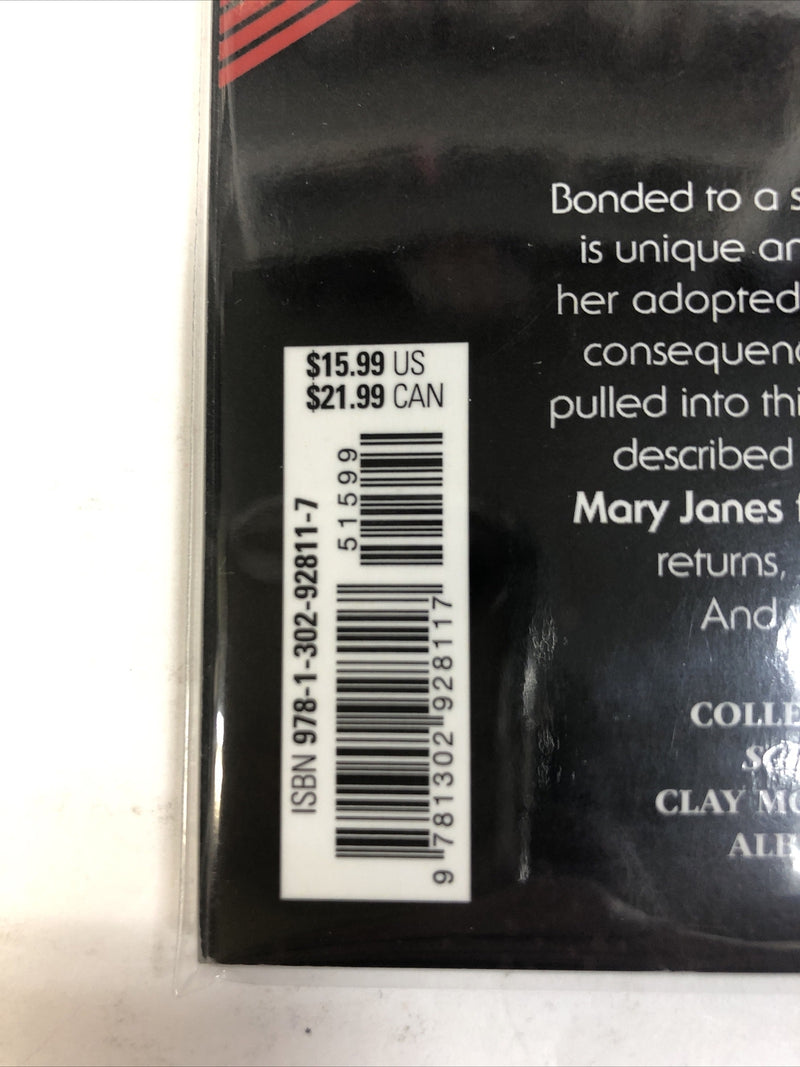 $15.99 US
$21.99 CAN
ISBN 978-1-302-92811-7
51599
9 781302 928117
Bonded to a s
is unique an
her adopted
consequenc
pulled into thi
described
Mary Janes t
returns,
And
COLLE
CLAY MO
ALB